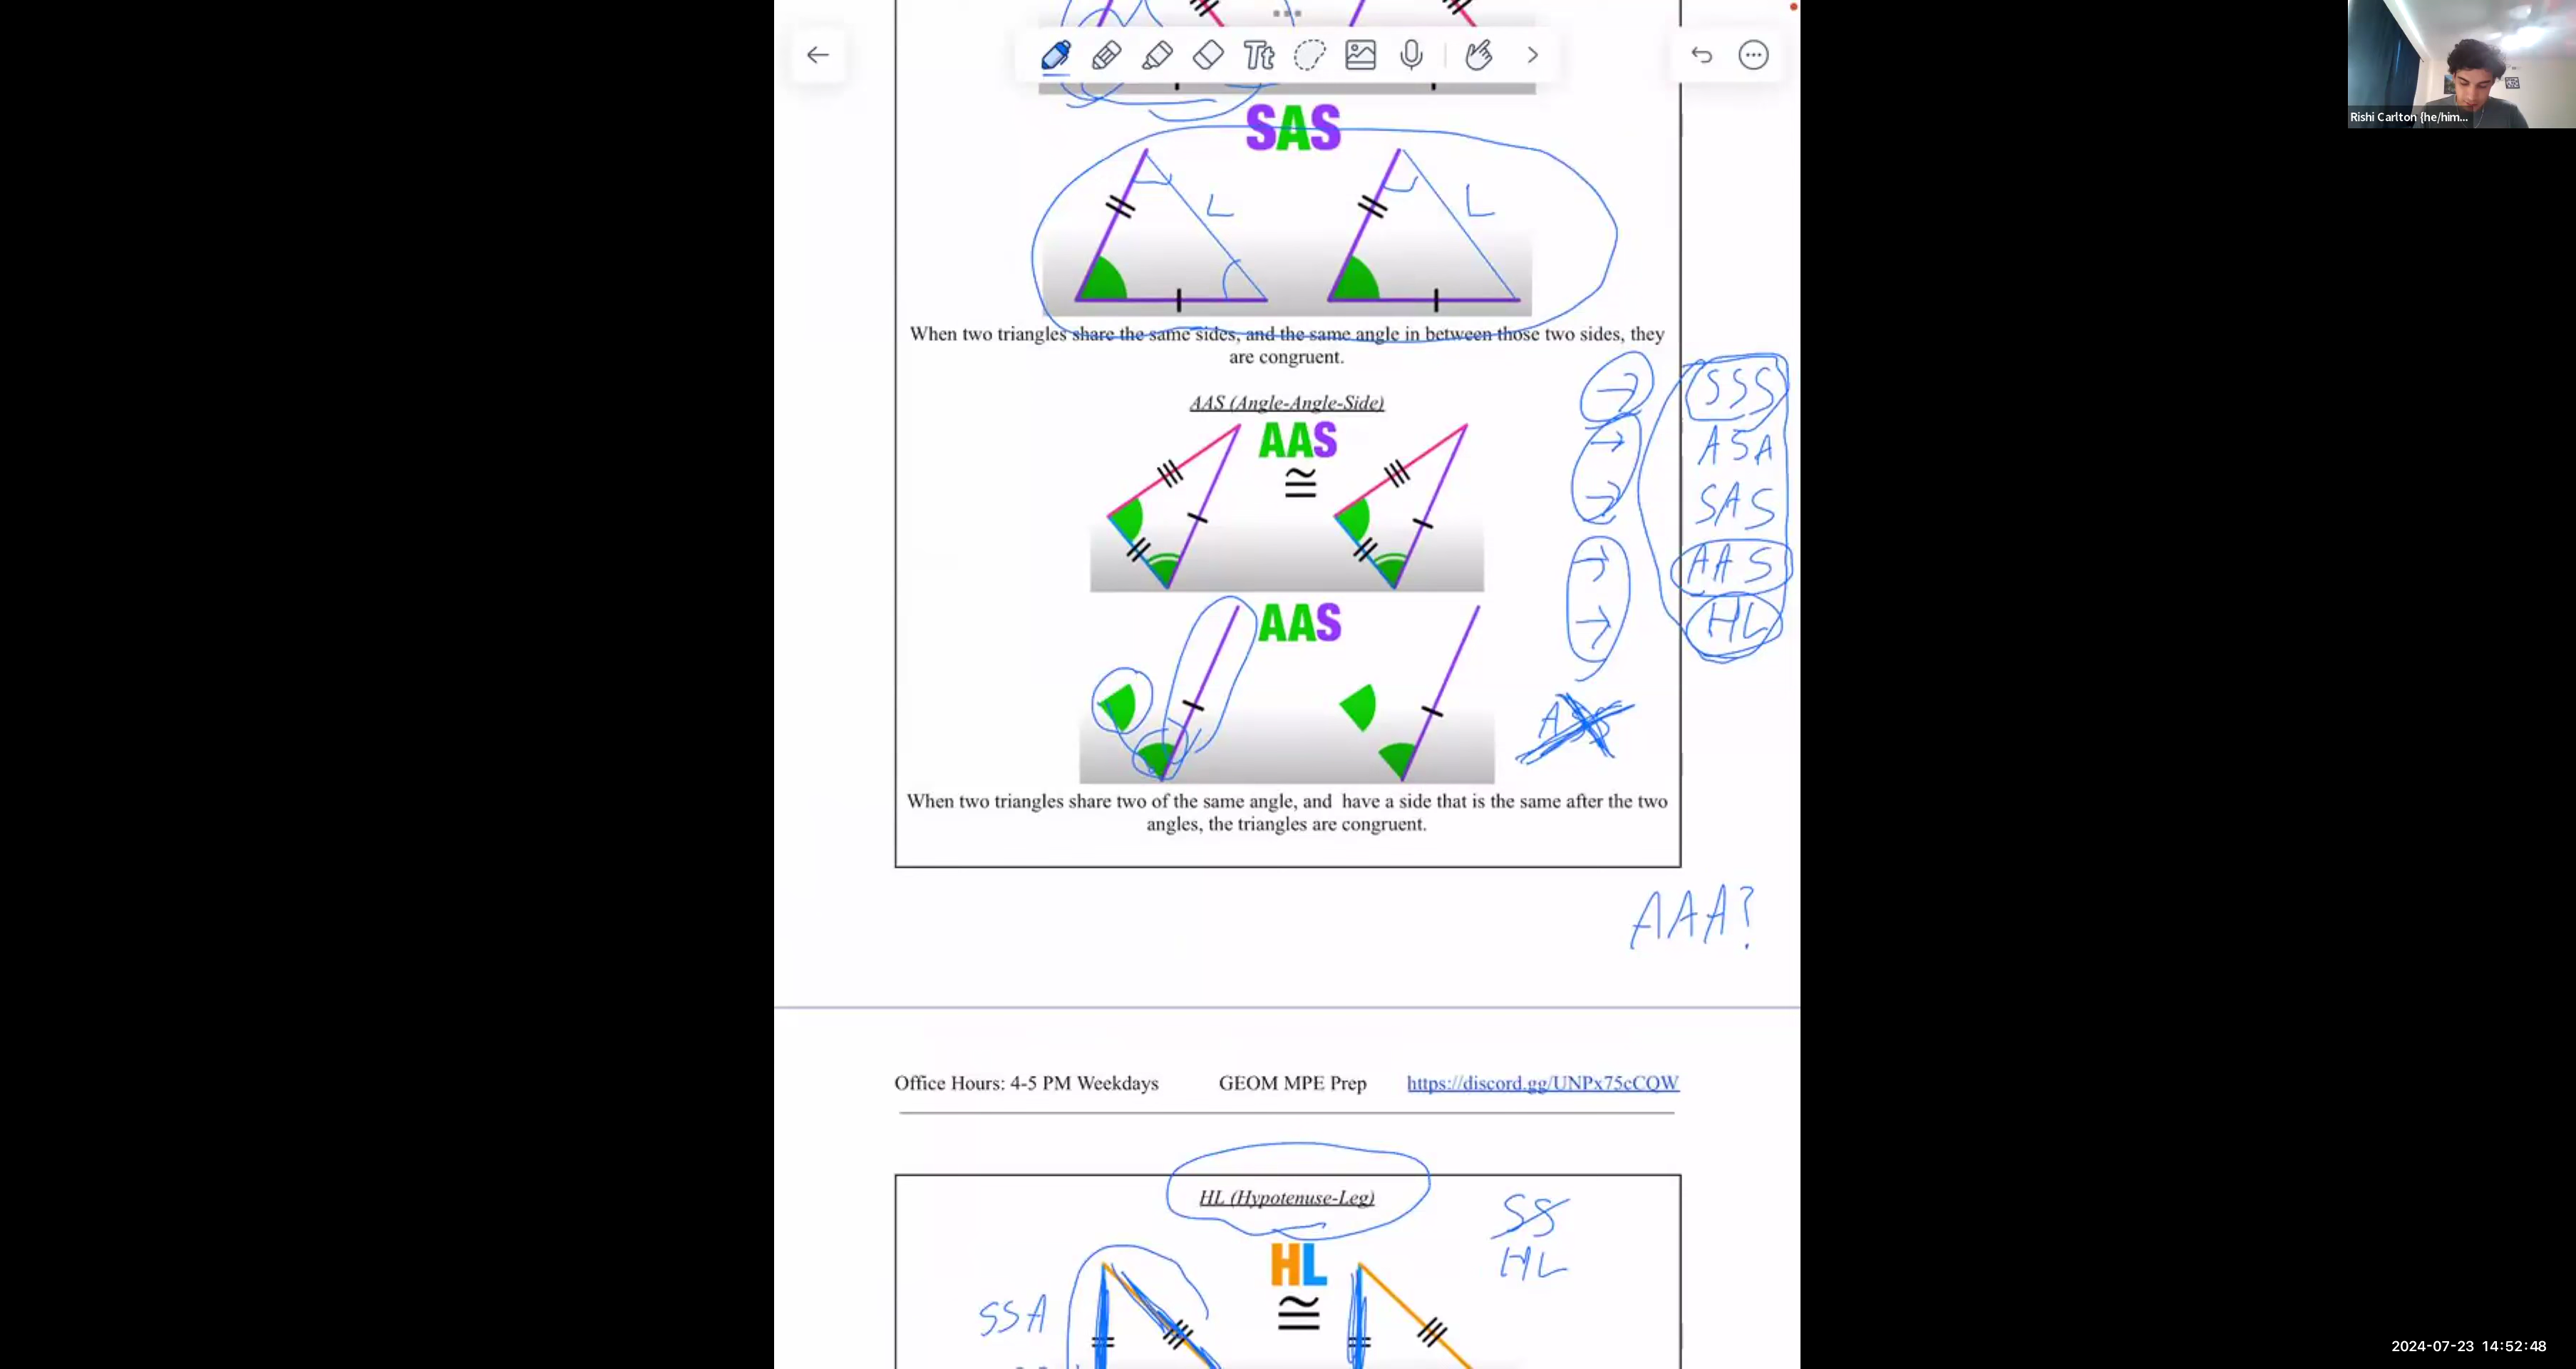 Tt
SAS
L
L
When two triangles share the same sides, and the same angle in between those two sides, they
are congruent.
AAS (Angle-Angle-Side)
AAS
≅
AAS
When two triangles share two of the same angle, and have a side that is the same after the two
angles, the triangles are congruent.
→ SSS
→ ASA
→ SAS
→ AAS
→ HL
AAA?
Office Hours: 4-5 PM Weekdays GEOM MPE Prep https://discord.gg/UNPx75cCQW
HL (Hypotenuse-Leg)
SS
HL
HL
≅
SSA
Rishi Carlton (he/him...
2024-07-23 14:52:48